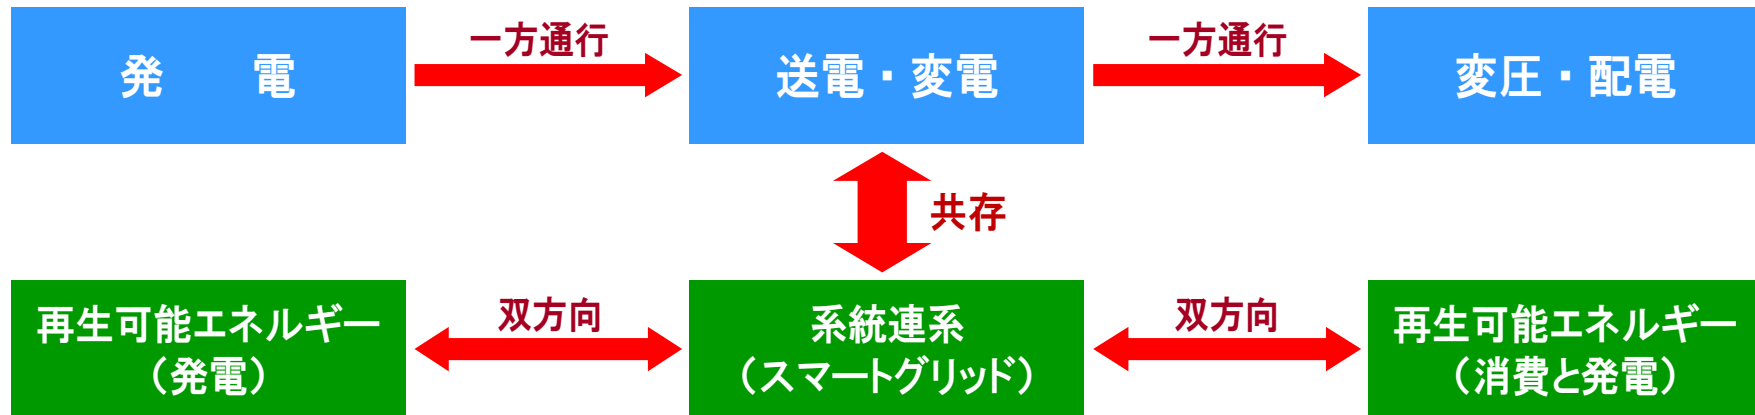 一方通行
一方通行
発　電
送電・変電
変圧・配電
共存
双方向
双方向
再生可能エネルギー
（発電）
系統連系
（スマートグリッド）
再生可能エネルギー
（消費と発電）